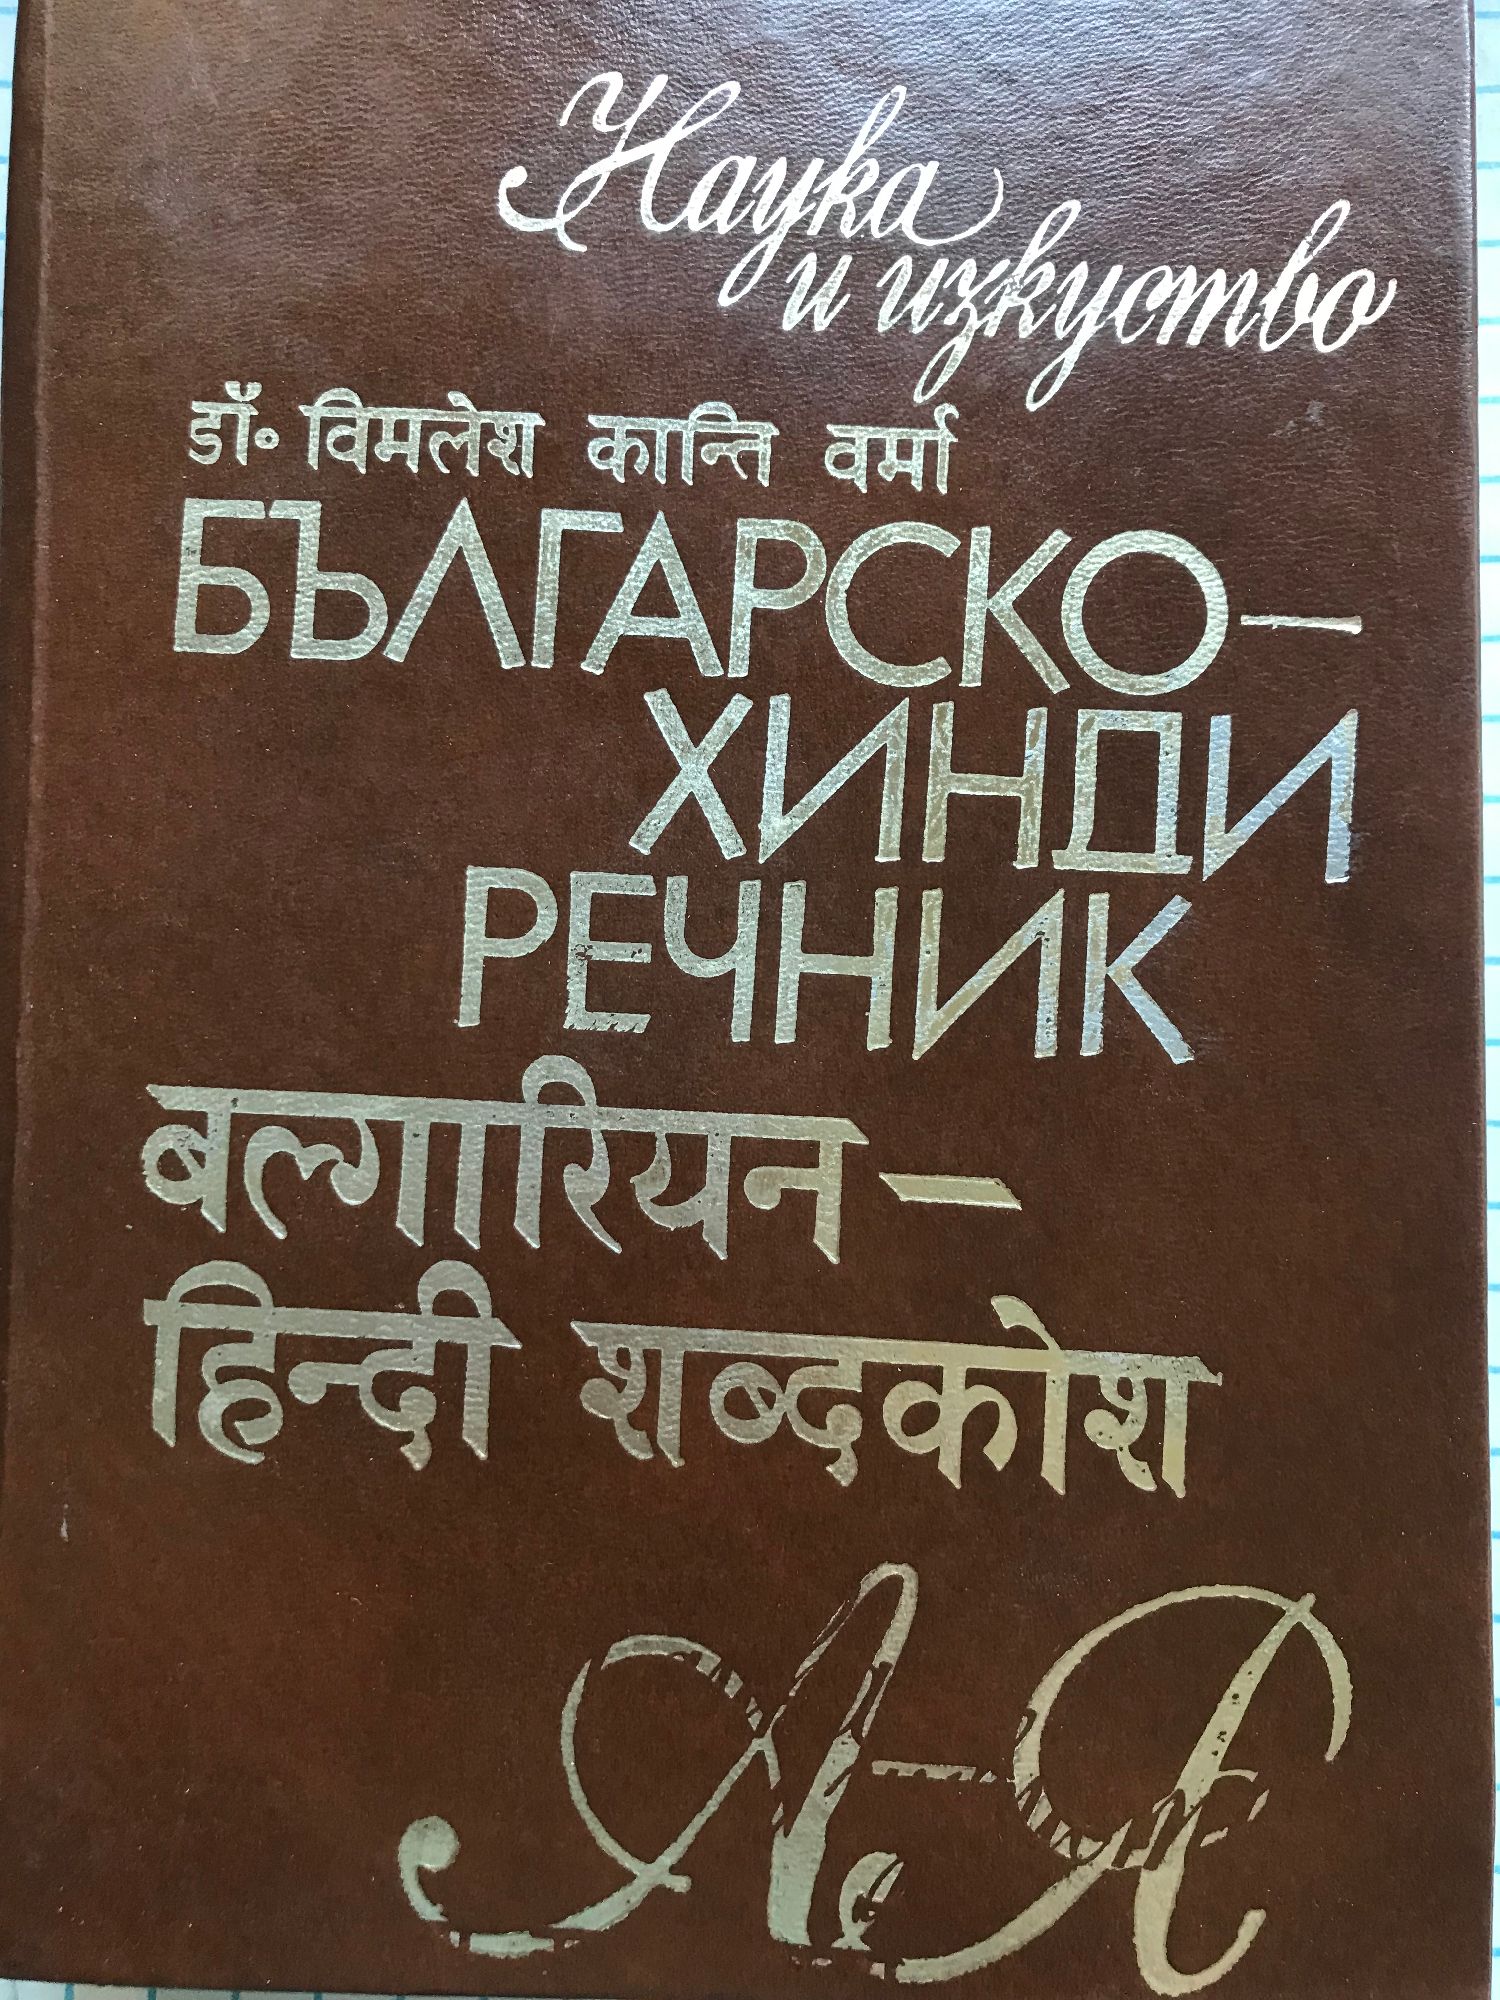 Наука
и изкуство
डॉ॰ विमलेश कान्ति वर्मा
БЪЛГАРСКО—
ХИНДИ
РЕЧНИК
बल्गारियन —
हिन्दी शब्दकोश
А-Я